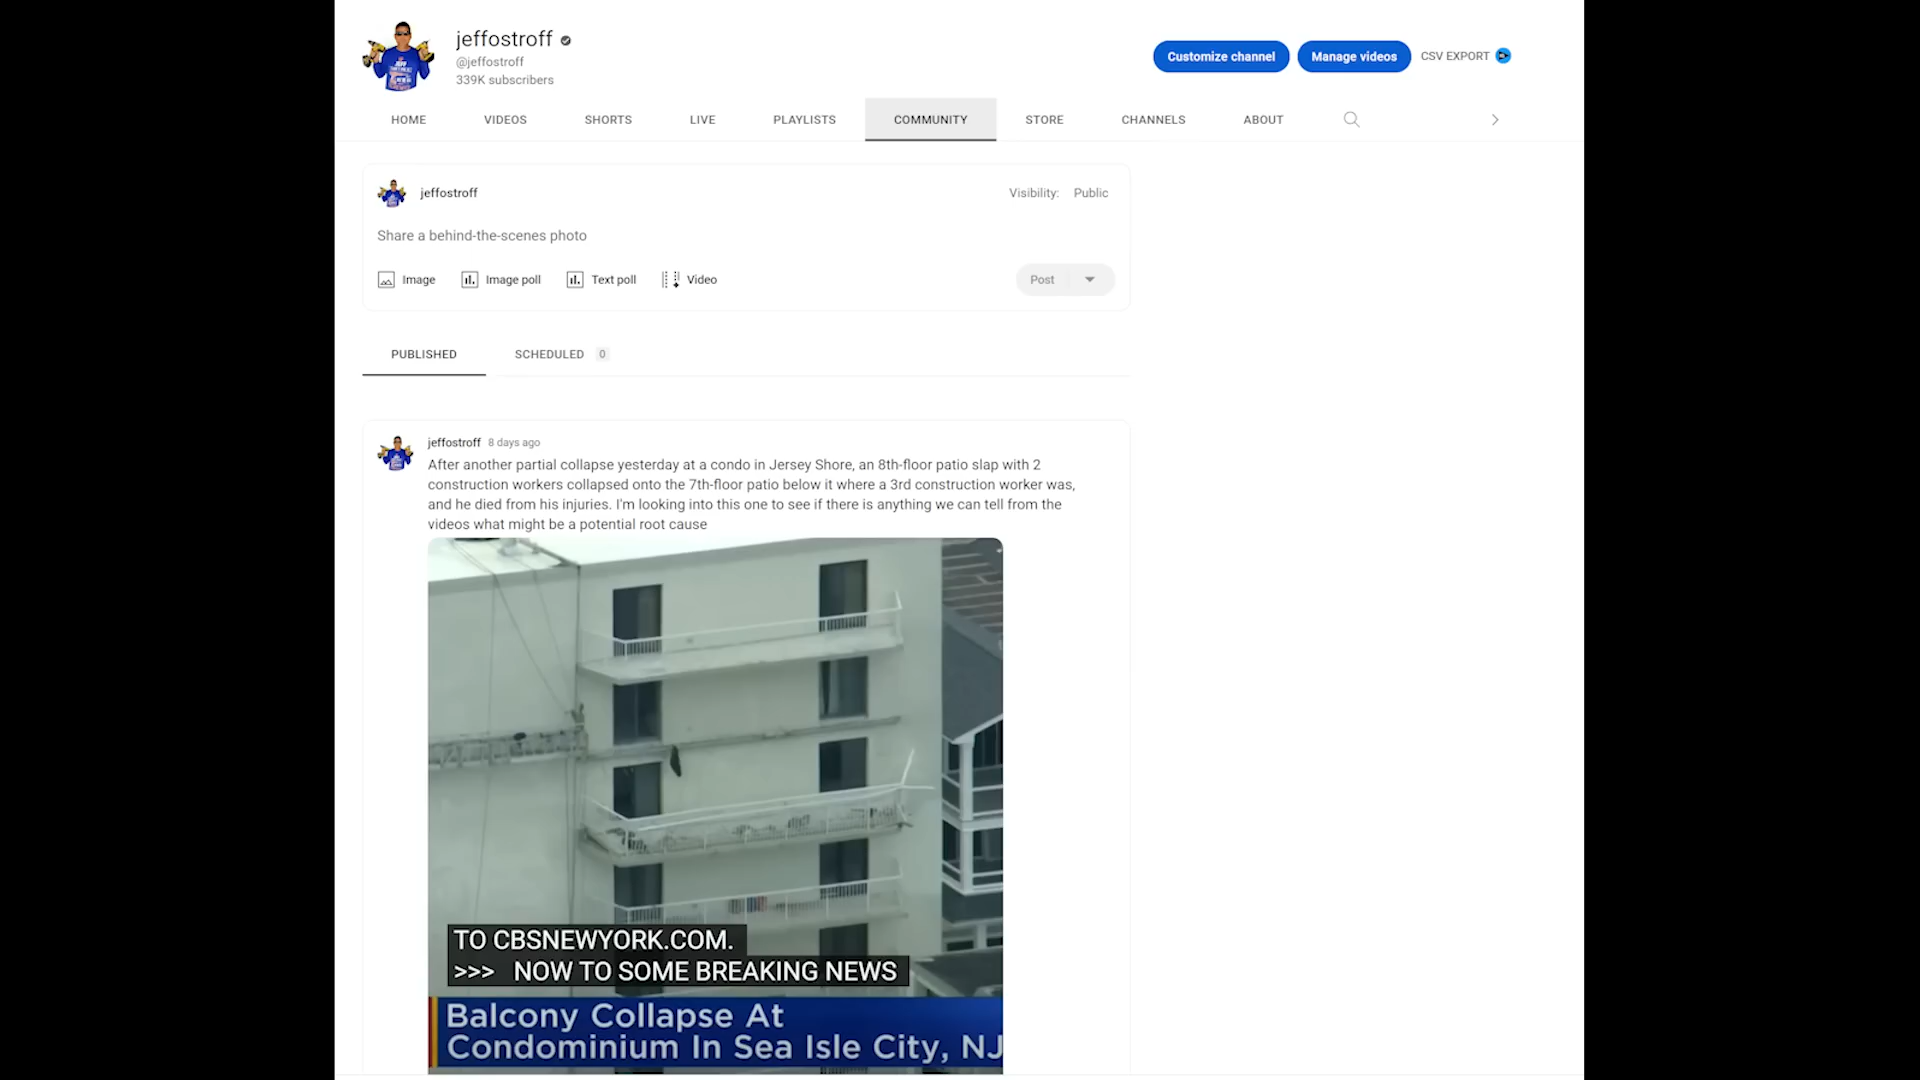 jeffostroff
@jeffostroff
339K subscribers
Customize channel
Manage videos
CSV EXPORT
HOME
VIDEOS
SHORTS
LIVE
PLAYLISTS
COMMUNITY
STORE
CHANNELS
ABOUT
jeffostroff
Visibility: Public
Share a behind-the-scenes photo
Image
Image poll
Text poll
Video
Post
PUBLISHED
SCHEDULED 0
jeffostroff 8 days ago
After another partial collapse yesterday at a condo in Jersey Shore, an 8th-floor patio slap with 2
construction workers collapsed onto the 7th-floor patio below it where a 3rd construction worker was,
and he died from his injuries. I'm looking into this one to see if there is anything we can tell from the
videos what might be a potential root cause
TO CBSNEWYORK.COM.
>>> NOW TO SOME BREAKING NEWS
Balcony Collapse At
Condominium In Sea Isle City, NJ